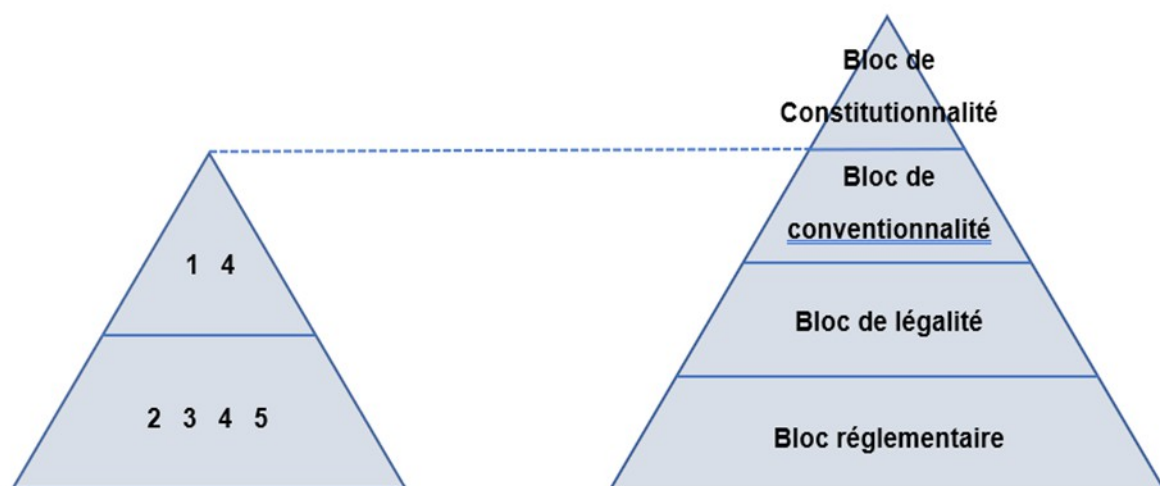 1 4
2 3 4 5
Bloc de
Constitutionnalité
Bloc de
conventionnalité
Bloc de légalité
Bloc réglementaire